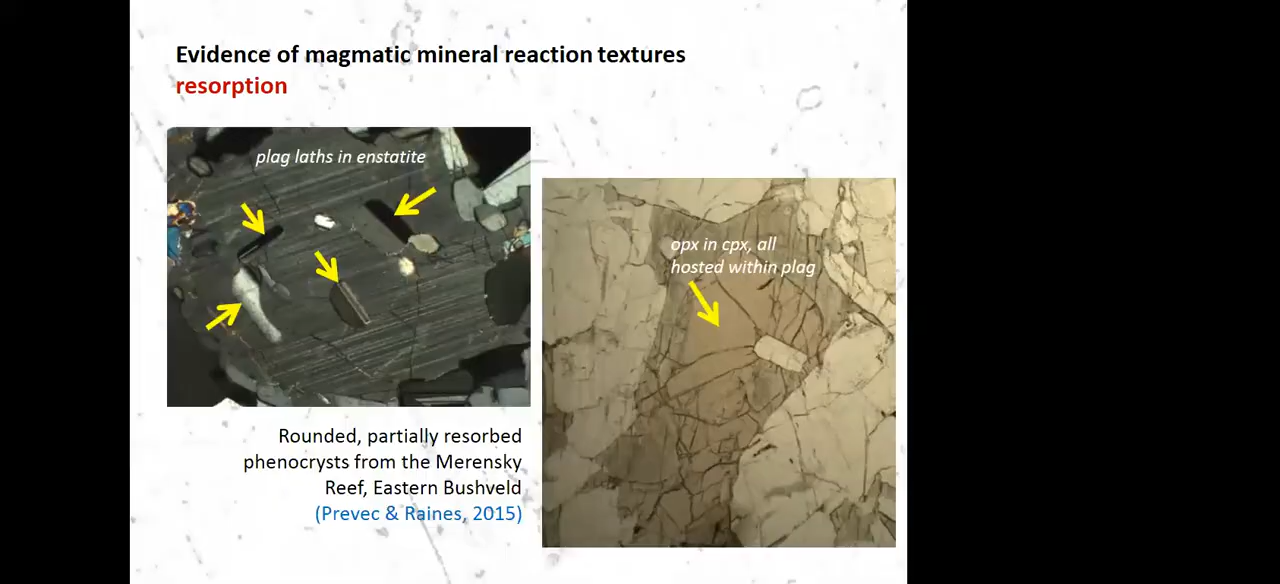 Evidence of magmatic mineral reaction textures
resorption
plag laths in enstatite
opx in cpx, all
hosted within plag
Rounded, partially resorbed
phenocrysts from the Merensky
Reef, Eastern Bushveld
(Prevec & Raines, 2015)